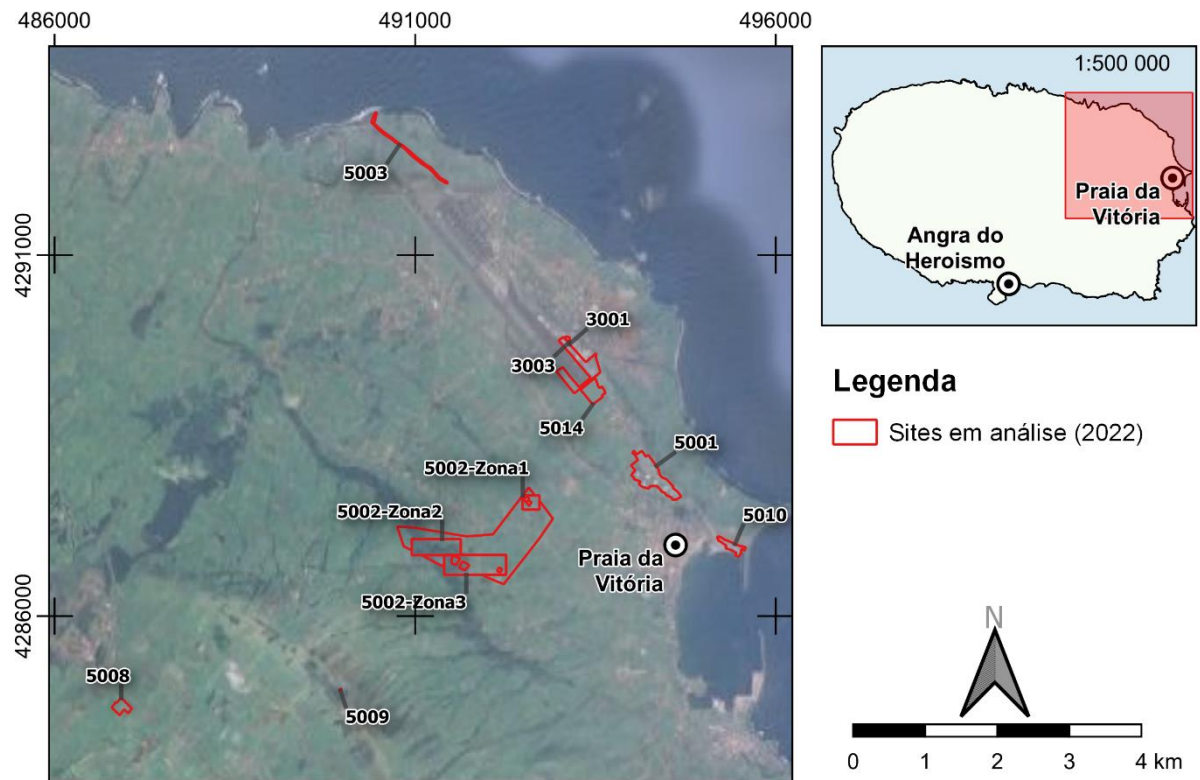 486000
491000
496000
4291000
4286000
5003
3001
3003
5014
5001
5002-Zona1
5002-Zona2
5010
Praia da
Vitória
5002-Zona3
5008
5009
1:500 000
Praia da
Vitória
Angra do
Heroismo
Legenda
Sites em análise (2022)
N
0 1 2 3 4 km